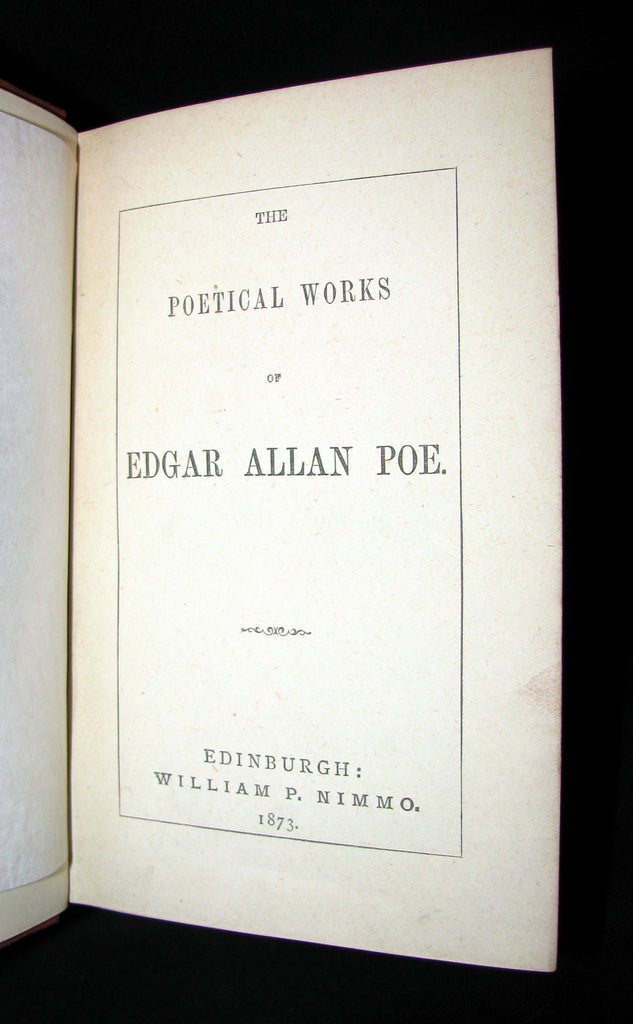 THE
POETICAL WORKS
OF
EDGAR ALLAN POE.
EDINBURGH:
WILLIAM P. NIMMO.
1873.